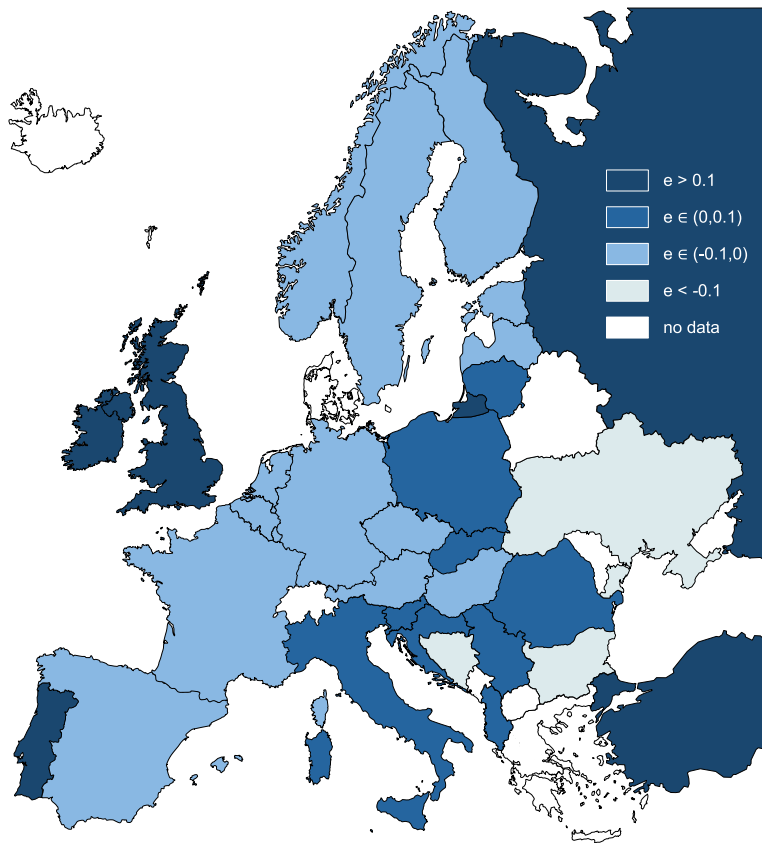 e > 0.1
e ∈ (0,0.1)
e ∈ (-0.1,0)
e < -0.1
no data